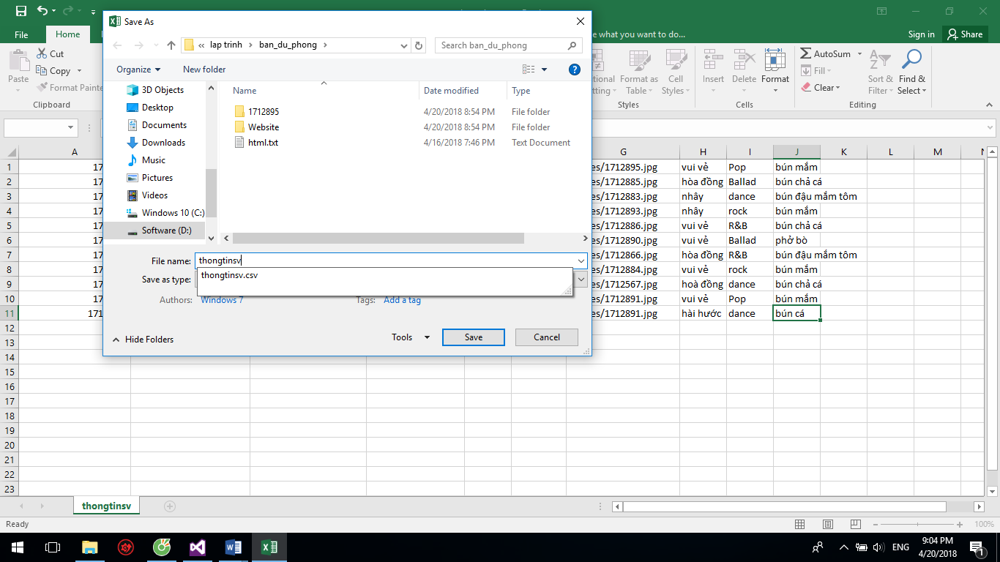 Save As
File
Home
e what you want to do...
Sign in
Share
lap trinh
ban_du_phong
Search ban_du_phong
Organize
New folder
Paste
Cut
Copy
Format Painte
Clipboard
Format as
Table
Cell
Styles
Styles
Insert
Delete
Format
Cells
AutoSum
Fill
Clear
Sort &
Filter
Find &
Select
Editing
3D Objects
Desktop
Documents
Downloads
Music
Pictures
Videos
Windows 10 (C:)
Software (D:)
Name
Date modified
Type
1712895
4/20/2018 8:54 PM
File folder
Website
4/20/2018 8:54 PM
File folder
html.txt
4/16/2018 7:46 PM
Text Document
File name:
thongtinsv
Save as type:
thongtinsv.csv
Authors:
Windows 7
Tags:
Add a tag
Hide Folders
Tools
Save
Cancel
A
G
H
I
J
K
L
M
1 17 es/1712895.jpg vui vẻ Pop bún mắm
2 17 es/1712885.jpg hòa đồng Ballad bún chả cá
3 17 es/1712883.jpg nhây dance bún đậu mắm tôm
4 17 es/1712893.jpg nhây rock bún mắm
5 17 es/1712886.jpg vui vẻ R&B bún chả cá
6 17 es/1712890.jpg vui vẻ Ballad phở bò
7 17 es/1712866.jpg hòa đồng R&B bún đậu mắm tôm
8 17 es/1712884.jpg vui vẻ rock bún mắm
9 17 es/1712567.jpg hoà đồng dance bún chả cá
10 17 es/1712891.jpg vui vẻ Pop bún mắm
11 171 es/1712891.jpg hài hước dance bún cá
12
13
14
15
16
17
18
19
20
21
22
23
thongtinsv
Ready
100%
ENG
9:04 PM
4/20/2018
1